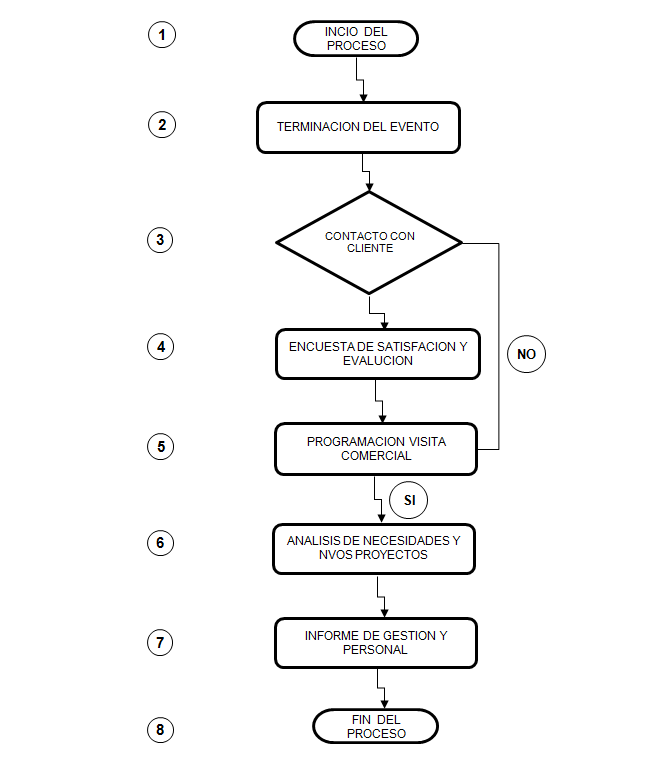 1
INCIO DEL
PROCESO
2
TERMINACION DEL EVENTO
3
CONTACTO CON
CLIENTE
4
ENCUESTA DE SATISFACION Y
EVALUCION
NO
5
PROGRAMACION VISITA
COMERCIAL
SI
6
ANALISIS DE NECESIDADES Y
NVOS PROYECTOS
7
INFORME DE GESTION Y
PERSONAL
8
FIN DEL
PROCESO